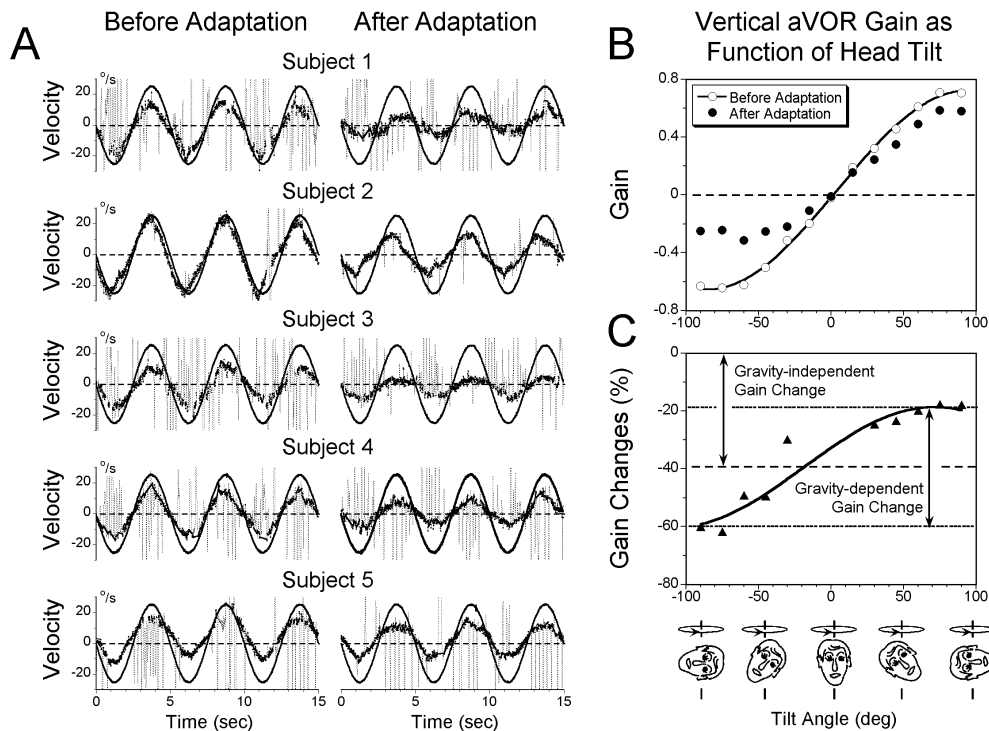 A
Before Adaptation
After Adaptation
Subject 1
Velocity
°/s
20
0
-20
Subject 2
Velocity
°/s
20
0
-20
Subject 3
Velocity
°/s
20
0
-20
Subject 4
Velocity
°/s
20
0
-20
Subject 5
Velocity
°/s
20
0
-20
0 5 10 15
0 5 10 15
Time (sec)
Time (sec)
B
Vertical aVOR Gain as
Function of Head Tilt
Gain
0.8
0.4
0
-0.4
-0.8
Before Adaptation
After Adaptation
-100 -50 0 50 100
C
Gain Changes (%)
0
-20
-40
-60
-80
Gravity-independent
Gain Change
Gravity-dependent
Gain Change
-100 -50 0 50 100
Tilt Angle (deg)